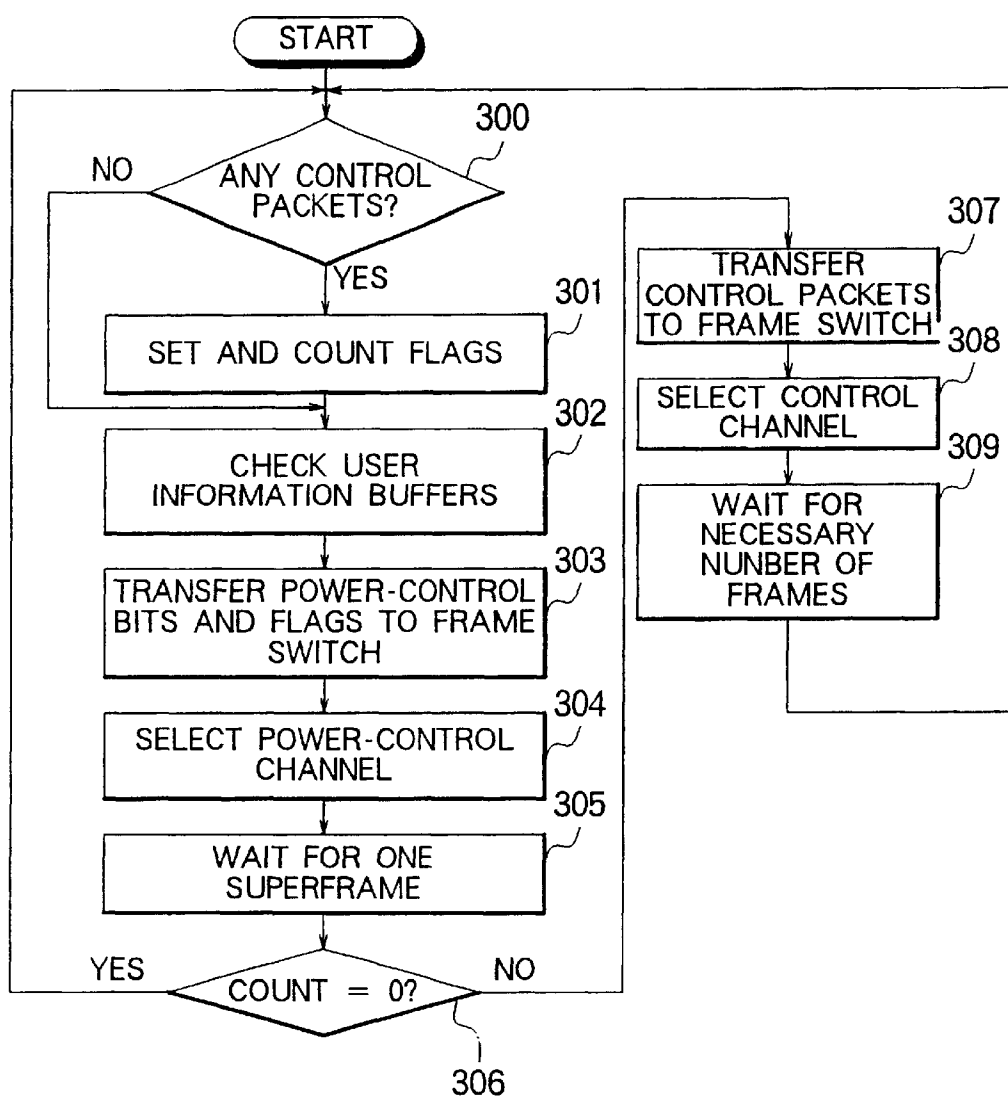 START
300
NO
ANY CONTROL
PACKETS?
YES
301
SET AND COUNT FLAGS
302
CHECK USER
INFORMATION BUFFERS
303
TRANSFER POWER-CONTROL
BITS AND FLAGS TO FRAME
SWITCH
304
SELECT POWER-CONTROL
CHANNEL
305
WAIT FOR ONE
SUPERFRAME
YES
COUNT = 0?
NO
306
307
TRANSFER
CONTROL PACKETS
TO FRAME SWITCH
308
SELECT CONTROL
CHANNEL
309
WAIT FOR
NECESSARY
NUNBER OF
FRAMES